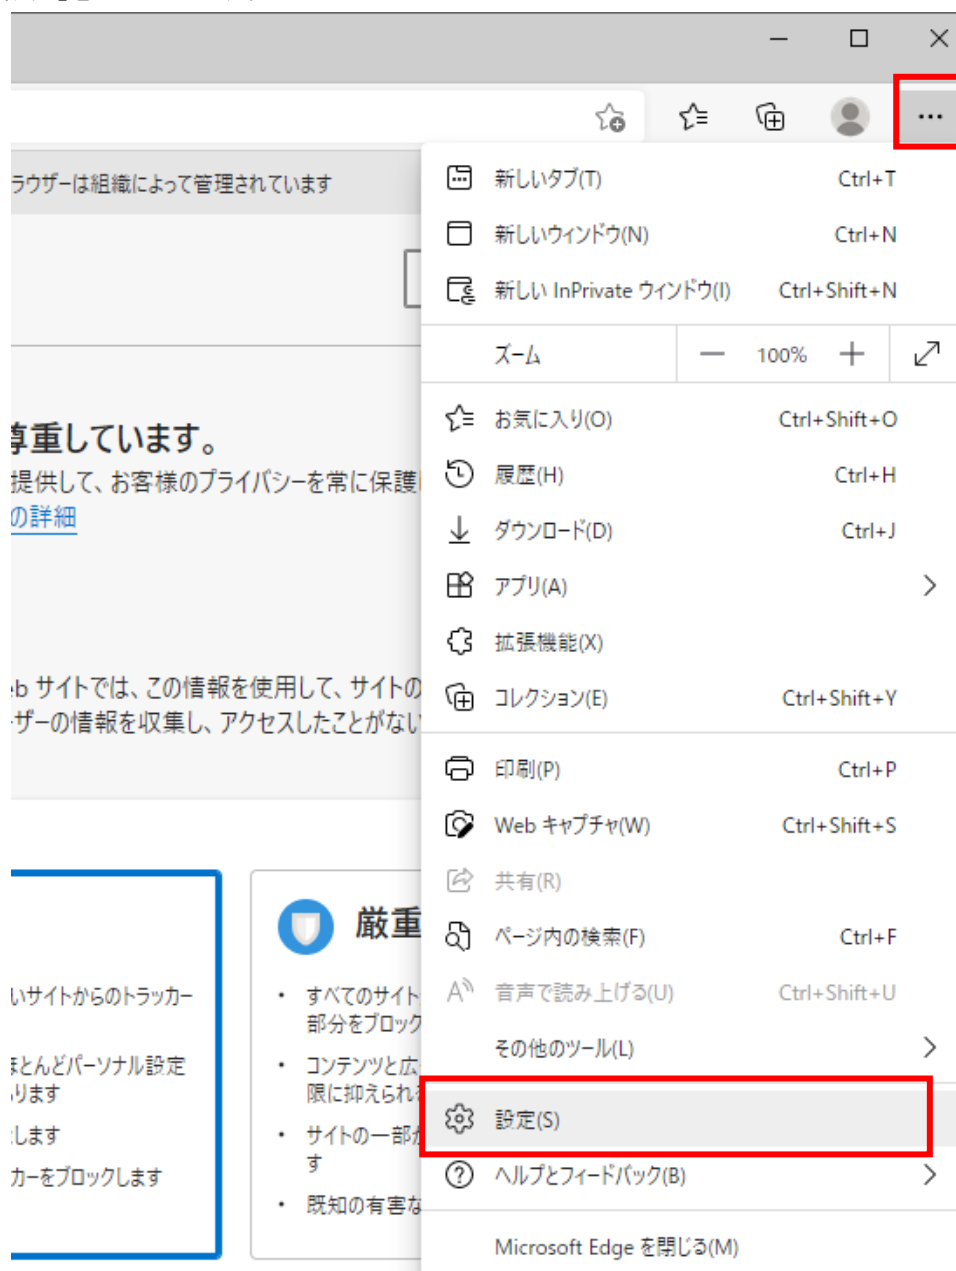 ラウザーは組織によって管理されています
新しいタブ(T) Ctrl+T
新しいウィンドウ(N) Ctrl+N
新しい InPrivate ウィンドウ(I) Ctrl+Shift+N
ズーム — 100% +
お気に入り(O) Ctrl+Shift+O
履歴(H) Ctrl+H
ダウンロード(D) Ctrl+J
アプリ(A)
拡張機能(X)
コレクション(E) Ctrl+Shift+Y
印刷(P) Ctrl+P
Web キャプチャ(W) Ctrl+Shift+S
共有(R)
ページ内の検索(F) Ctrl+F
音声で読み上げる(U) Ctrl+Shift+U
その他のツール(L)
設定(S)
ヘルプとフィードバック(B)
Microsoft Edge を閉じる(M)
尊重しています。
提供して、お客様のプライバシーを常に保護
の詳細
eb サイトでは、この情報を使用して、サイトの
ーザーの情報を収集し、アクセスしたことがない
いサイトからのトラッカー
ほとんどパーソナル設定
あります
します
カーをブロックします
厳重
• すべてのサイト
部分をブロック
• コンテンツと広
限に抑えられ
• サイトの一部が
す
• 既知の有害な